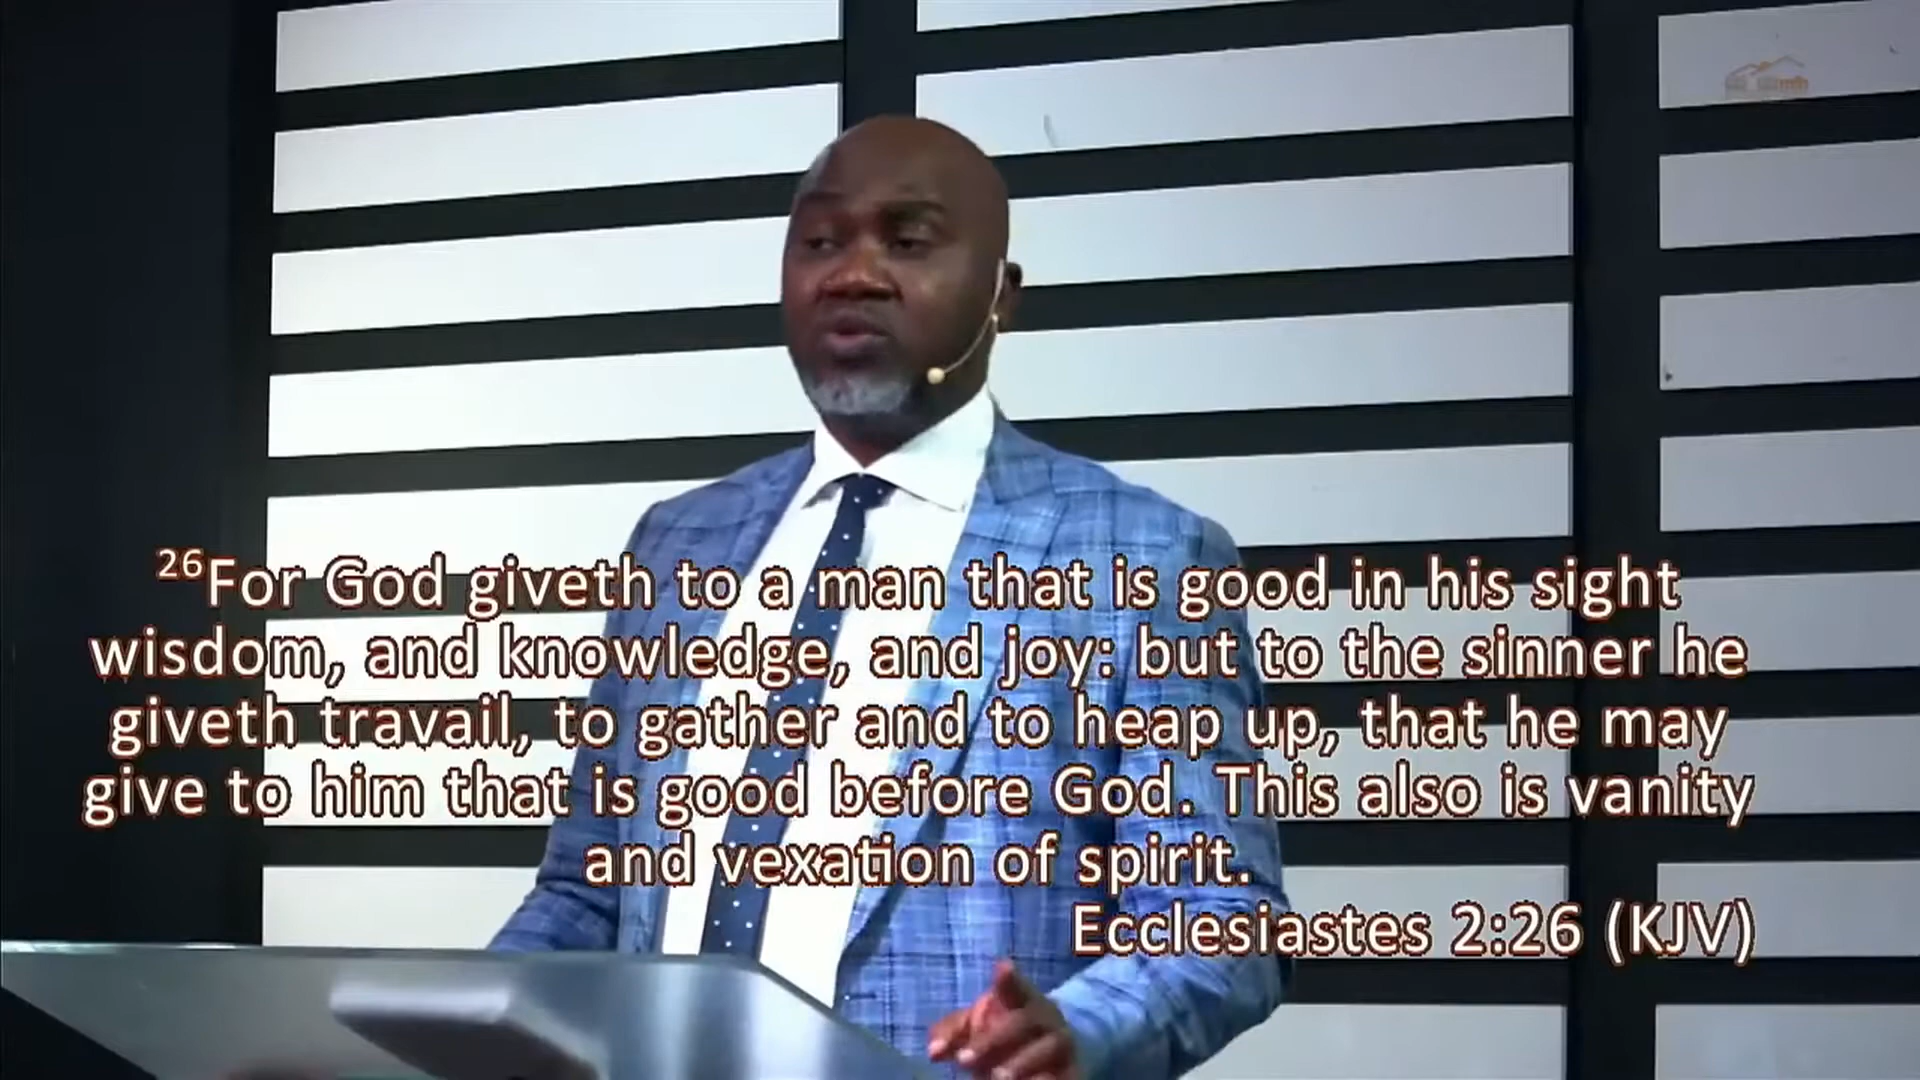 ²⁶For God giveth to a man that is good in his sight
wisdom, and knowledge, and joy: but to the sinner he
giveth travail, to gather and to heap up, that he may
give to him that is good before God. This also is vanity
and vexation of spirit.
Ecclesiastes 2:26 (KJV)